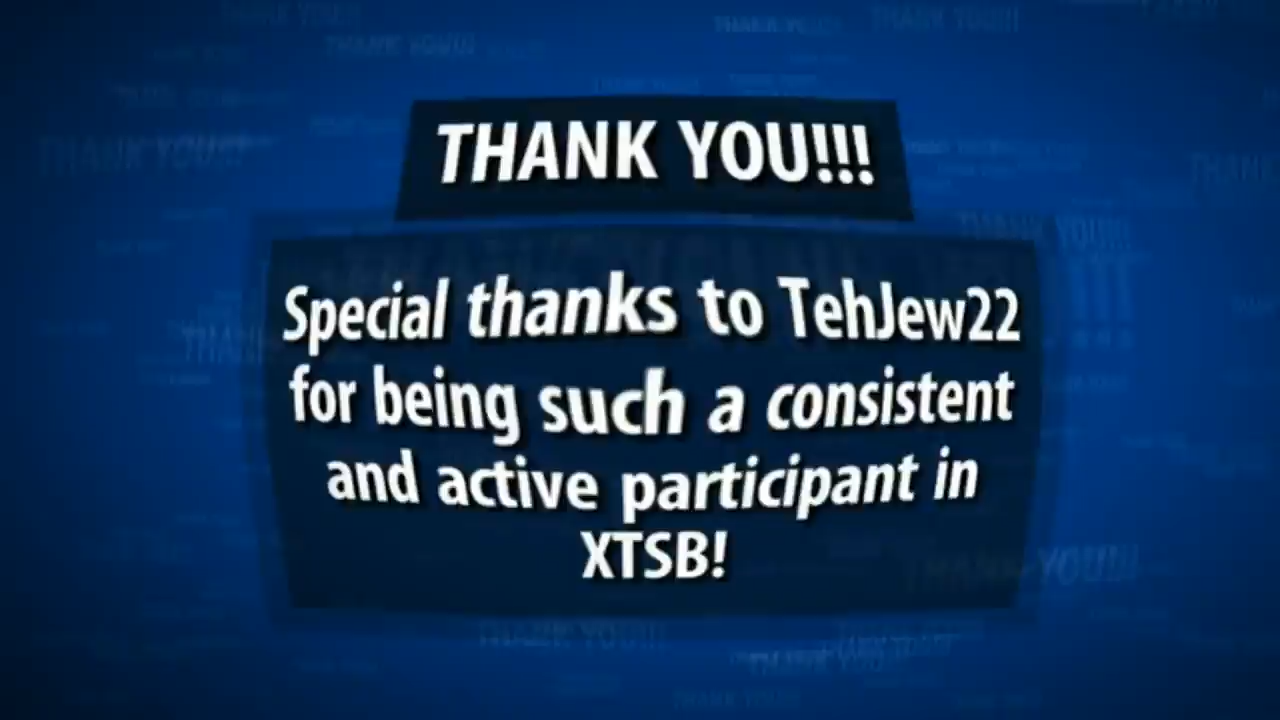 THANK YOU!!!
Special thanks to TehJew22
for being such a consistent
and active participant in
XTSB!